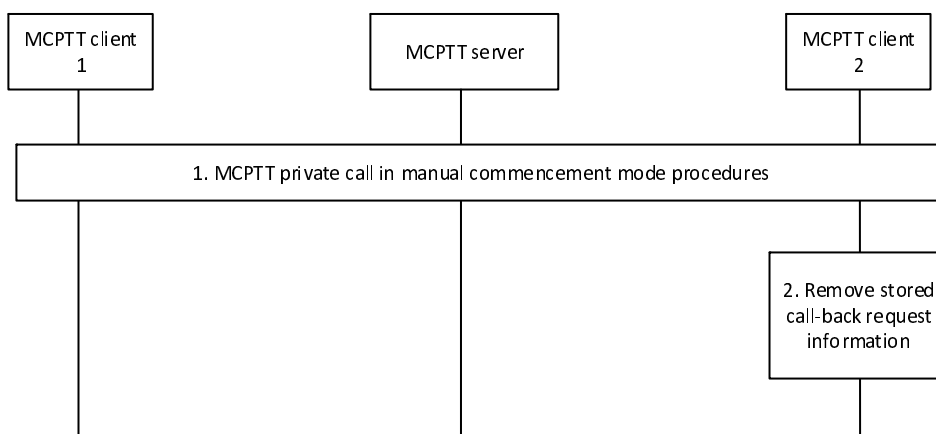 MCPTT client
1
MCPTT server
MCPTT client
2
1. MCPTT private call in manual commencement mode procedures
2. Remove stored
call-back request
information